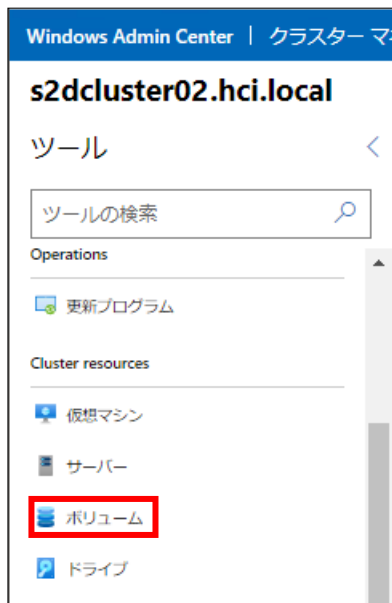 Windows Admin Center | クラスター マ
s2dcluster02.hci.local
ツール
ツールの検索
Operations
更新プログラム
Cluster resources
仮想マシン
サーバー
ボリューム
ドライブ